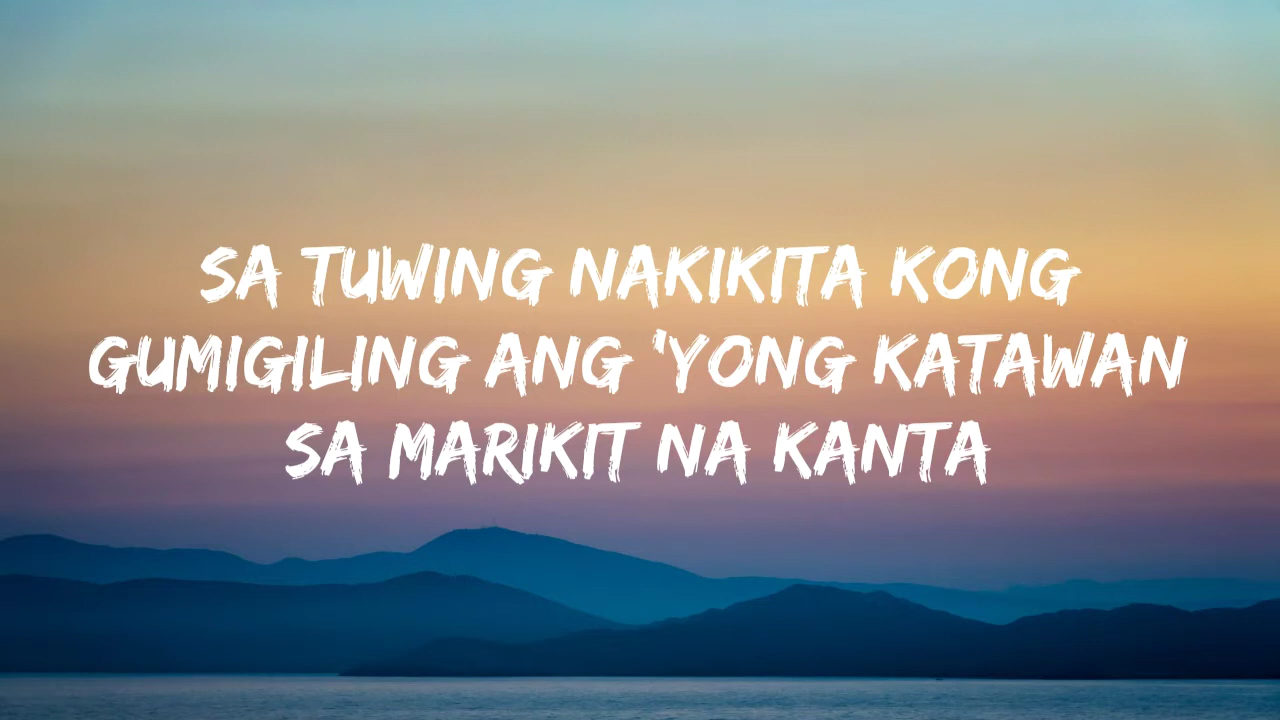 SA TUWING NAKIKITA KONG
GUMIGILING ANG 'YONG KATAWAN
SA MARIKIT NA KANTA